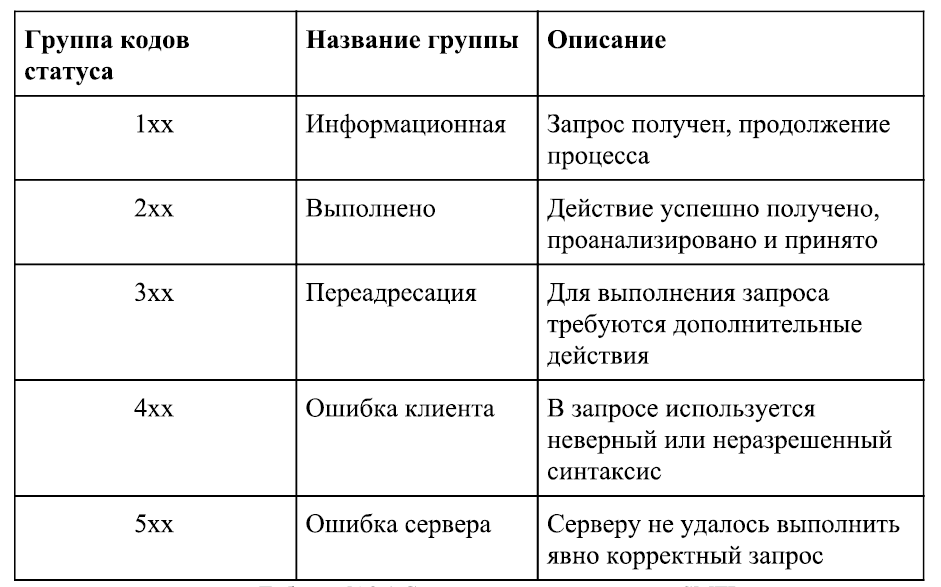 Группа кодов Название группы Описание
статуса
1xx Информационная Запрос получен, продолжение
процесса
2xx Выполнено Действие успешно получено,
проанализировано и принято
3xx Переадресация Для выполнения запроса
требуются дополнительные
действия
4xx Ошибка клиента В запросе используется
неверный или неразрешенный
синтаксис
5xx Ошибка сервера Серверу не удалось выполнить
явно корректный запрос